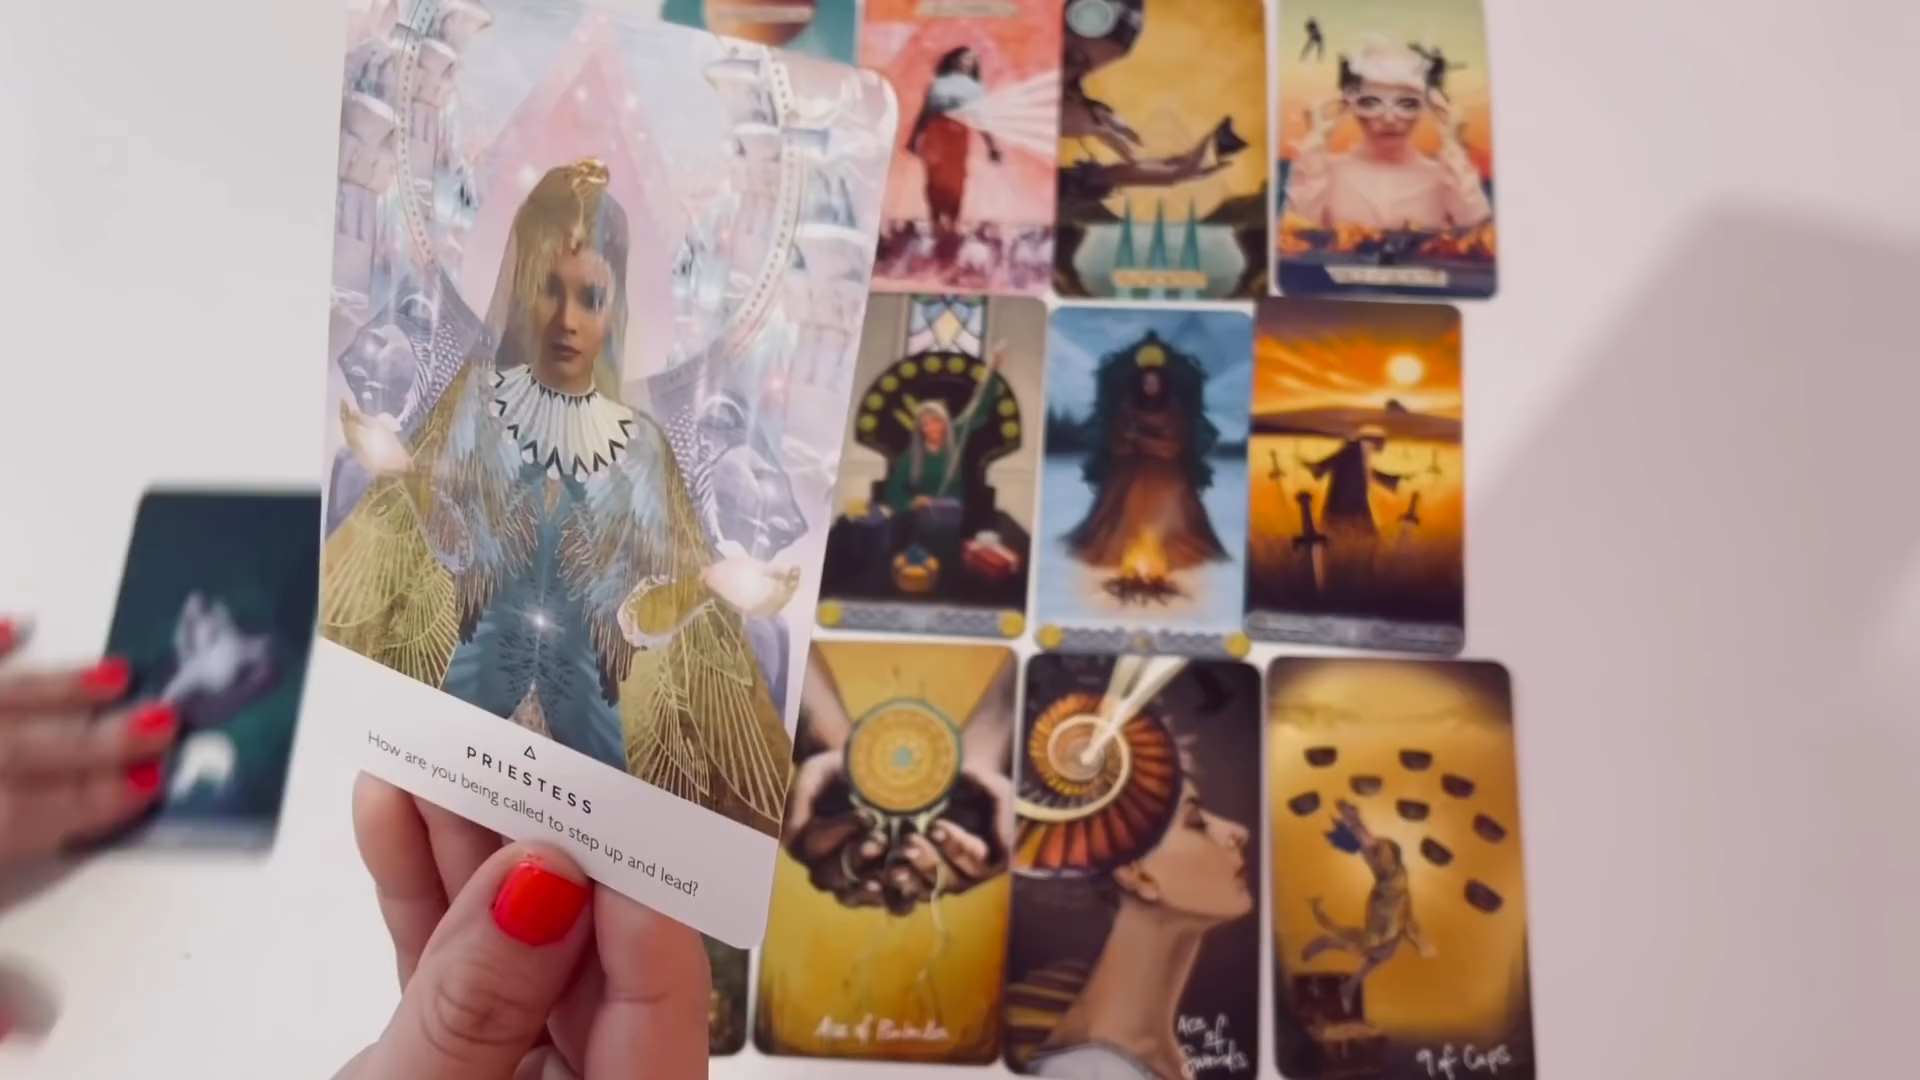 PRIESTESS
How are you being called to step up and lead?
Ace of Pentacles
Ace
of
Swords
9 of Cups